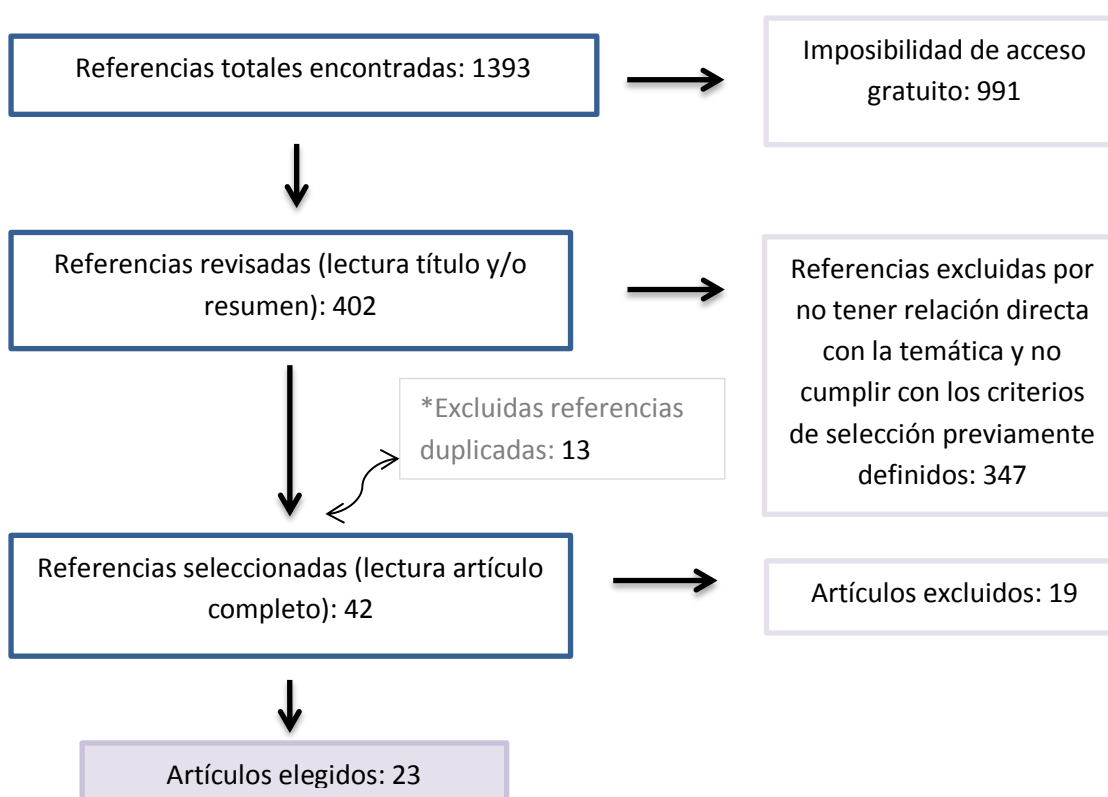 Referencias totales encontradas: 1393
Imposibilidad de acceso
gratuito: 991
Referencias revisadas (lectura título y/o
resumen): 402
Referencias excluidas por
no tener relación directa
con la temática y no
cumplir con los criterios
de selección previamente
definidos: 347
*Excluidas referencias
duplicadas: 13
Referencias seleccionadas (lectura artículo
completo): 42
Artículos excluidos: 19
Artículos elegidos: 23